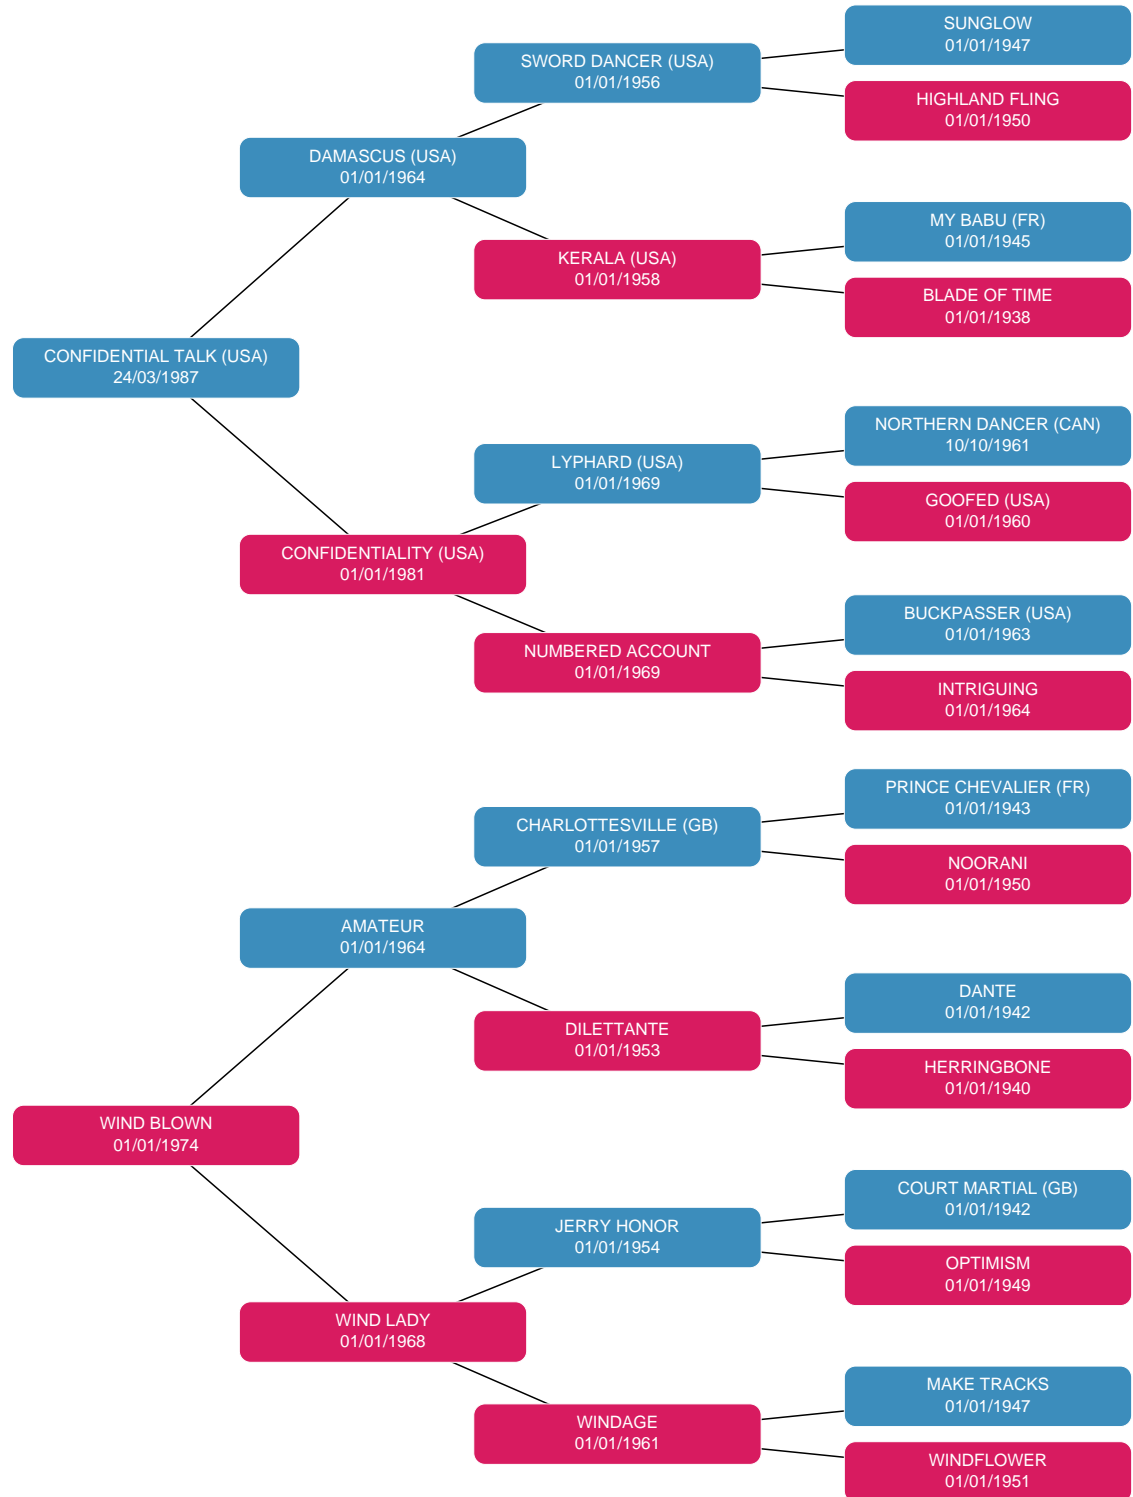 SUNGLOW
01/01/1947
SWORD DANCER (USA)
01/01/1956
HIGHLAND FLING
01/01/1950
DAMASCUS (USA)
01/01/1964
MY BABU (FR)
01/01/1945
KERALA (USA)
01/01/1958
BLADE OF TIME
01/01/1938
CONFIDENTIAL TALK (USA)
24/03/1987
NORTHERN DANCER (CAN)
10/10/1961
LYPHARD (USA)
01/01/1969
GOOFED (USA)
01/01/1960
CONFIDENTIALITY (USA)
01/01/1981
BUCKPASSER (USA)
01/01/1963
NUMBERED ACCOUNT
01/01/1969
INTRIGUING
01/01/1964
PRINCE CHEVALIER (FR)
01/01/1943
CHARLOTTESVILLE (GB)
01/01/1957
NOORANI
01/01/1950
AMATEUR
01/01/1964
DANTE
01/01/1942
DILETTANTE
01/01/1953
HERRINGBONE
01/01/1940
WIND BLOWN
01/01/1974
COURT MARTIAL (GB)
01/01/1942
JERRY HONOR
01/01/1954
OPTIMISM
01/01/1949
WIND LADY
01/01/1968
MAKE TRACKS
01/01/1947
WINDAGE
01/01/1961
WINDFLOWER
01/01/1951